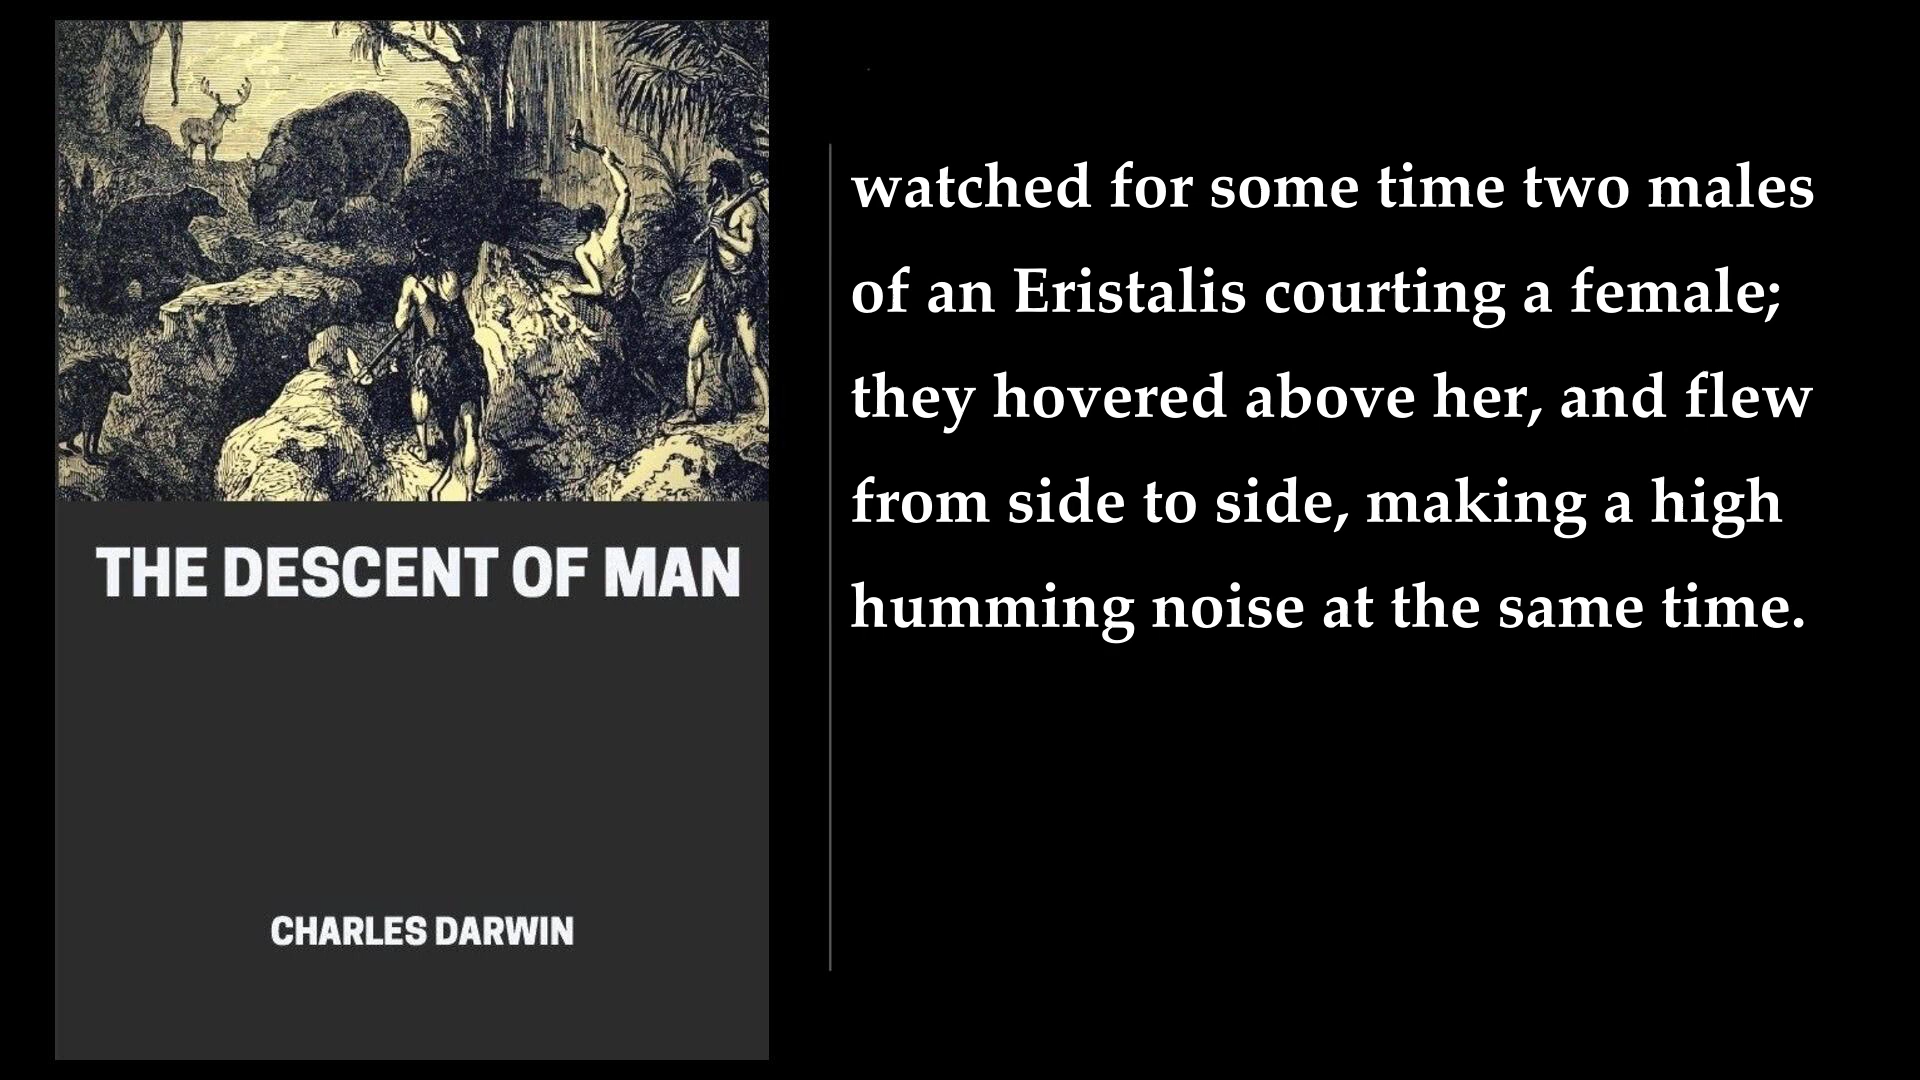 THE DESCENT OF MAN
CHARLES DARWIN
watched for some time two males
of an Eristalis courting a female;
they hovered above her, and flew
from side to side, making a high
humming noise at the same time.